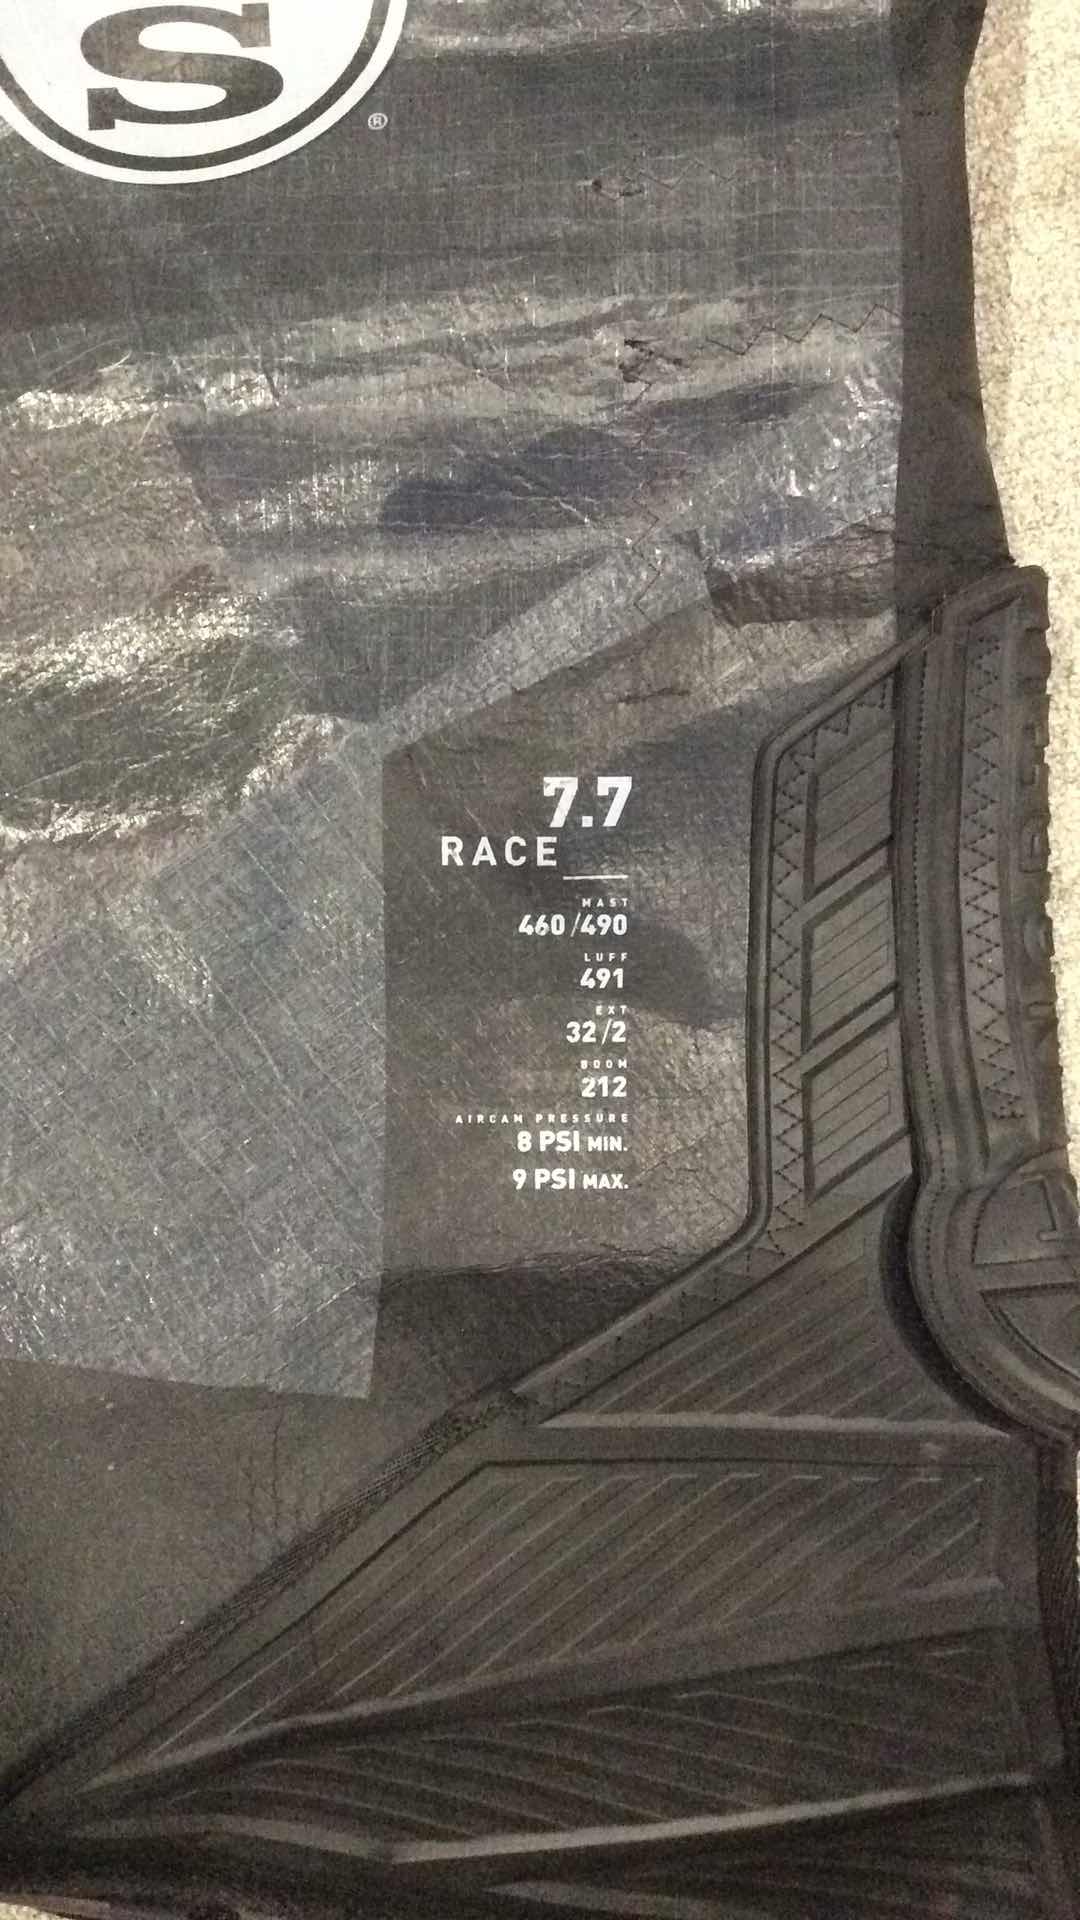 S
®
7.7
RACE
MAST
460/490
LUFF
491
EXT
32/2
BOOM
212
AIRCAM PRESSURE
8 PSI MIN.
9 PSI MAX.